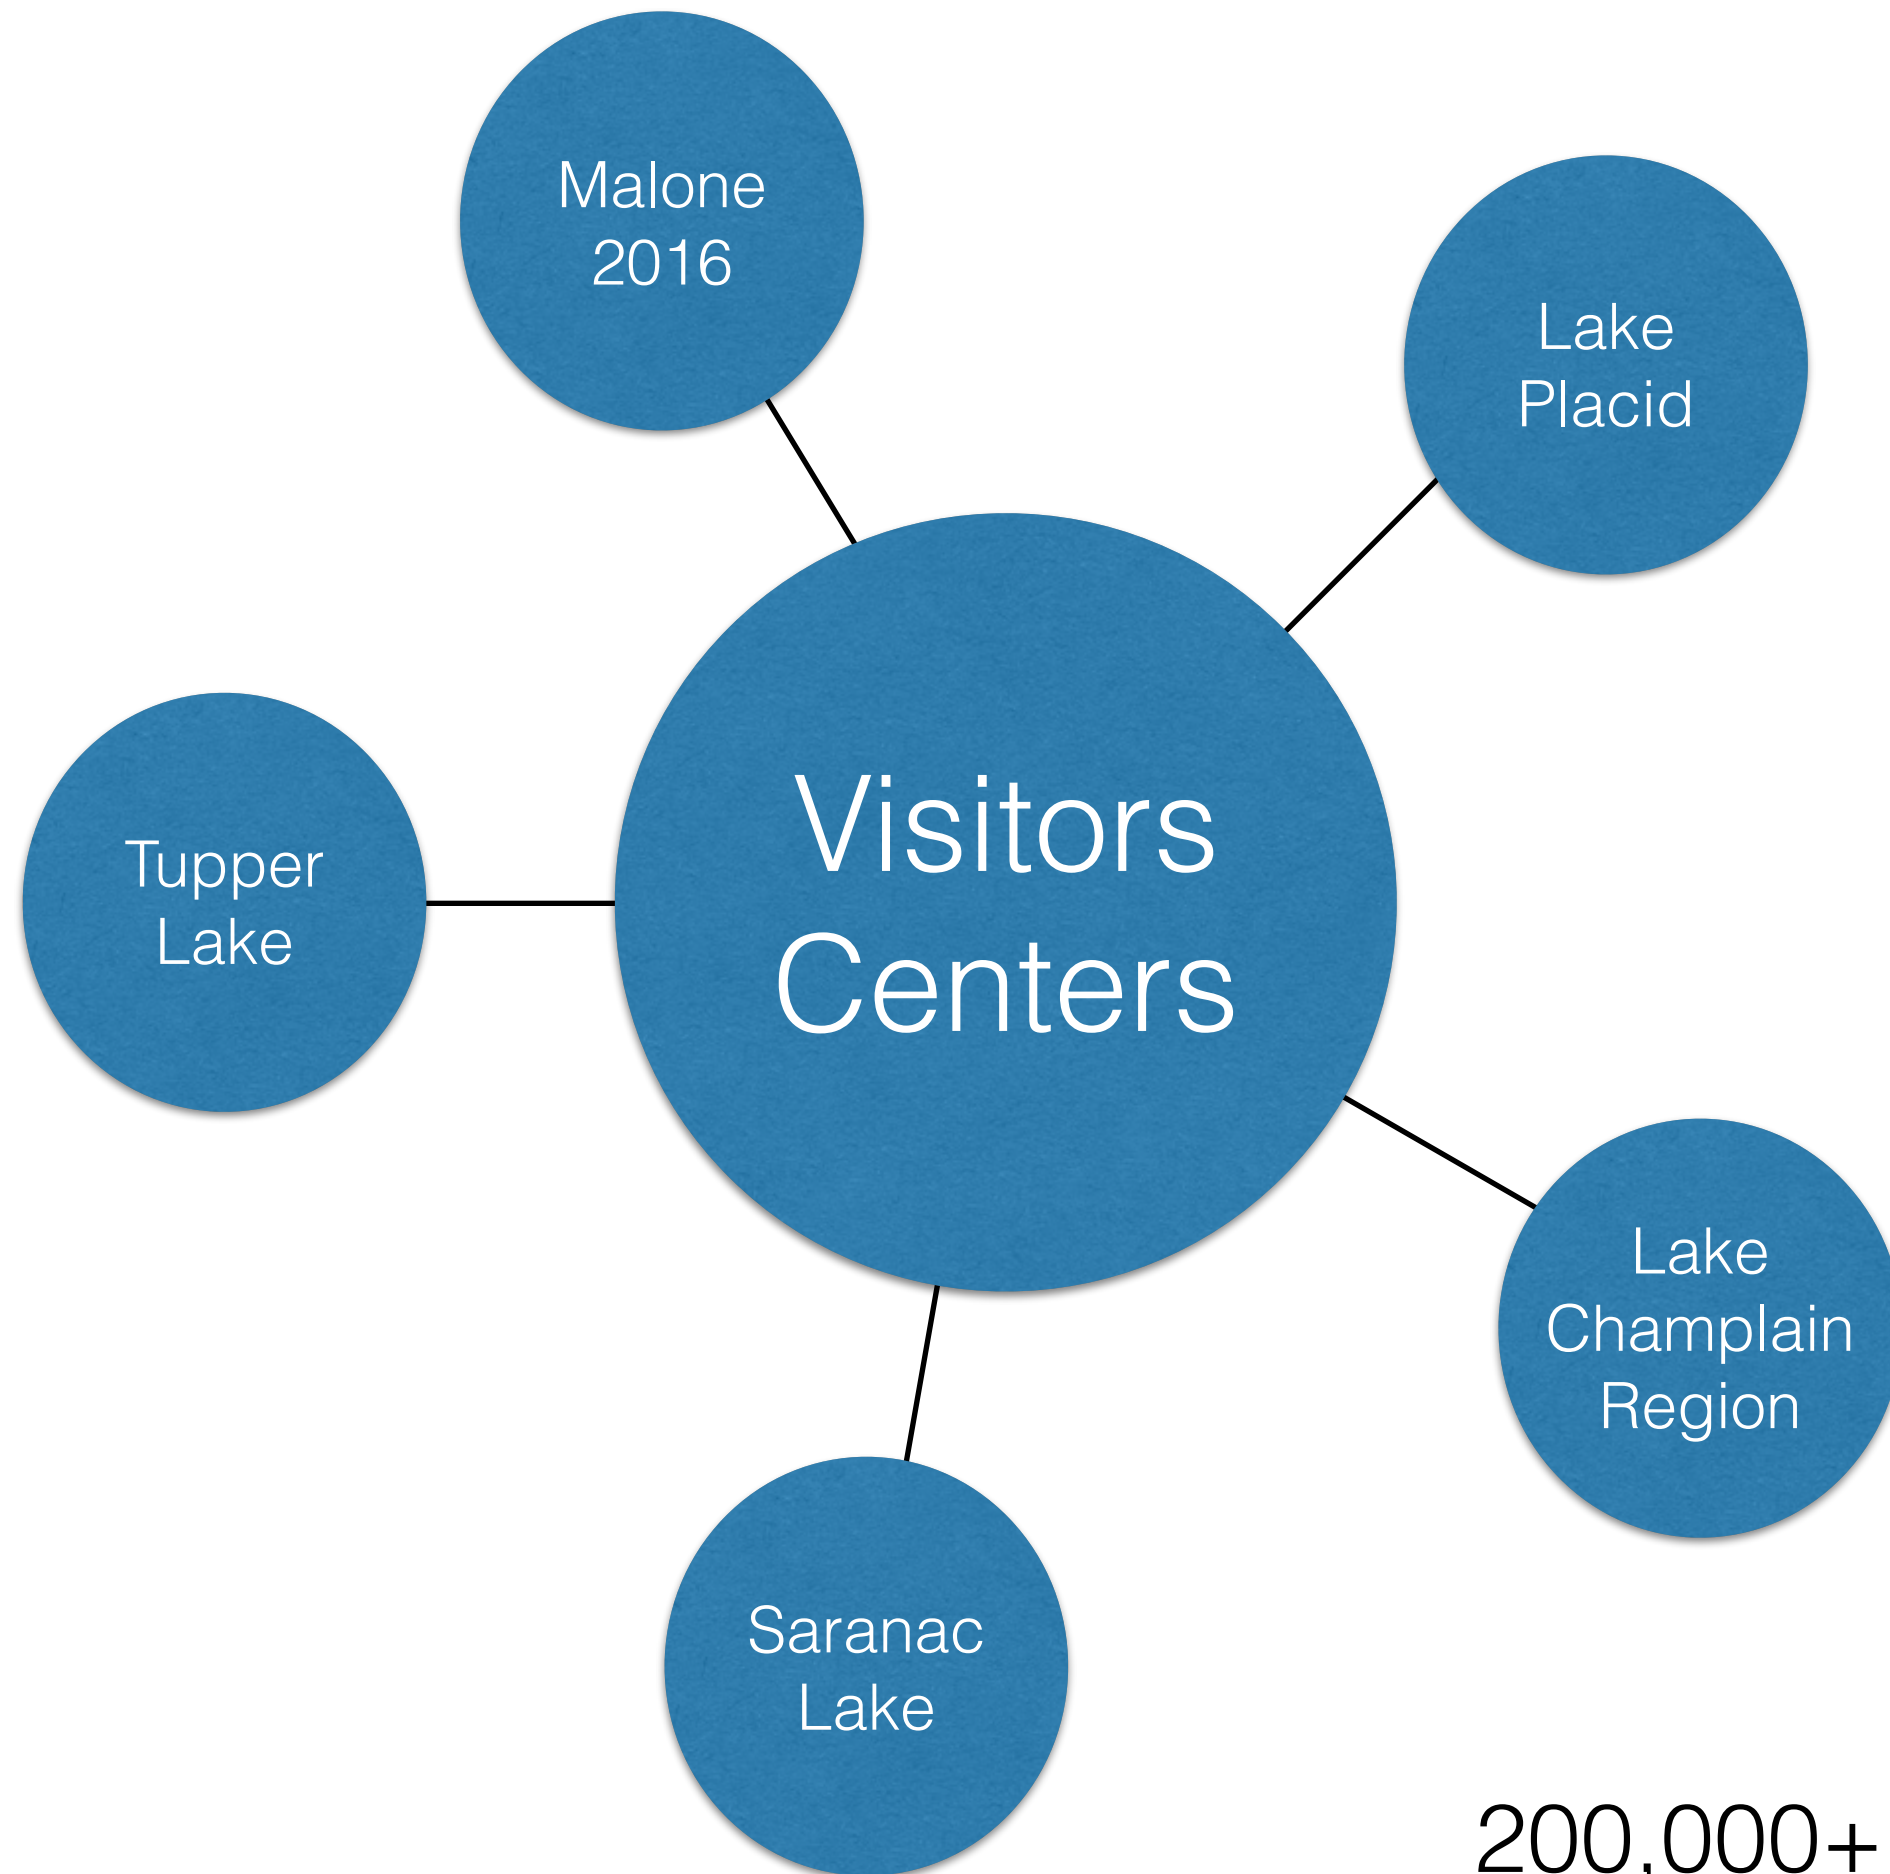 Malone
2016
Lake
Placid
Visitors
Centers
Tupper
Lake
Lake
Champlain
Region
Saranac
Lake
200,000+